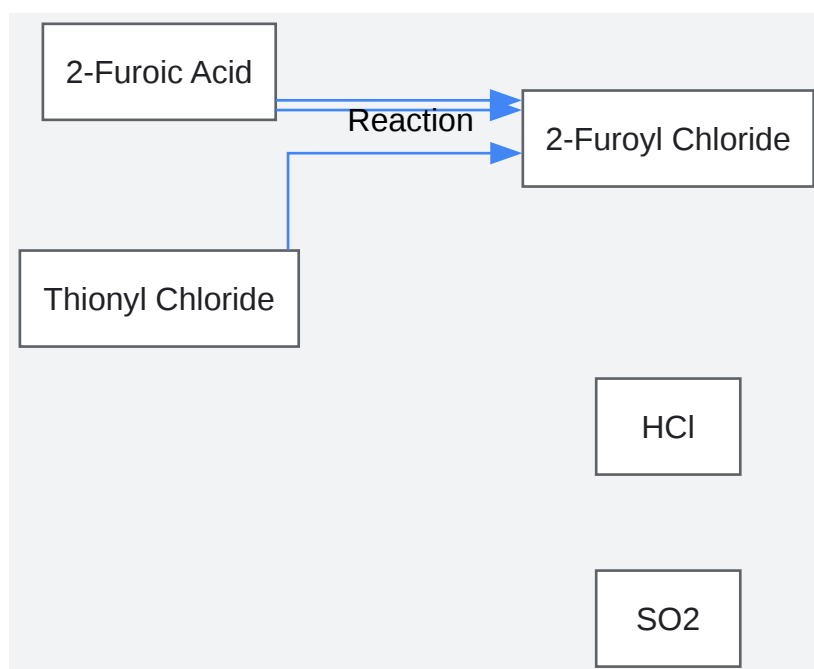 2-Furoic Acid
Reaction
2-Furoyl Chloride
Thionyl Chloride
HCl
SO2